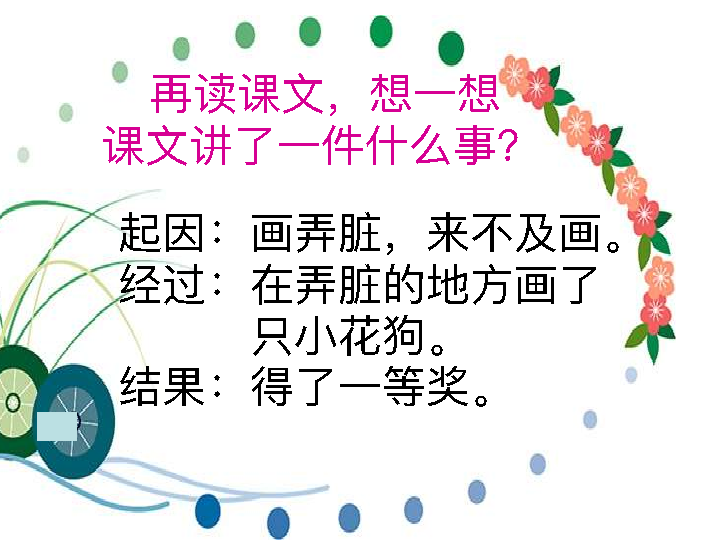 再读课文，想一想
课文讲了一件什么事？
起因：画弄脏，来不及画。
经过：在弄脏的地方画了
只小花狗。
结果：得了一等奖。